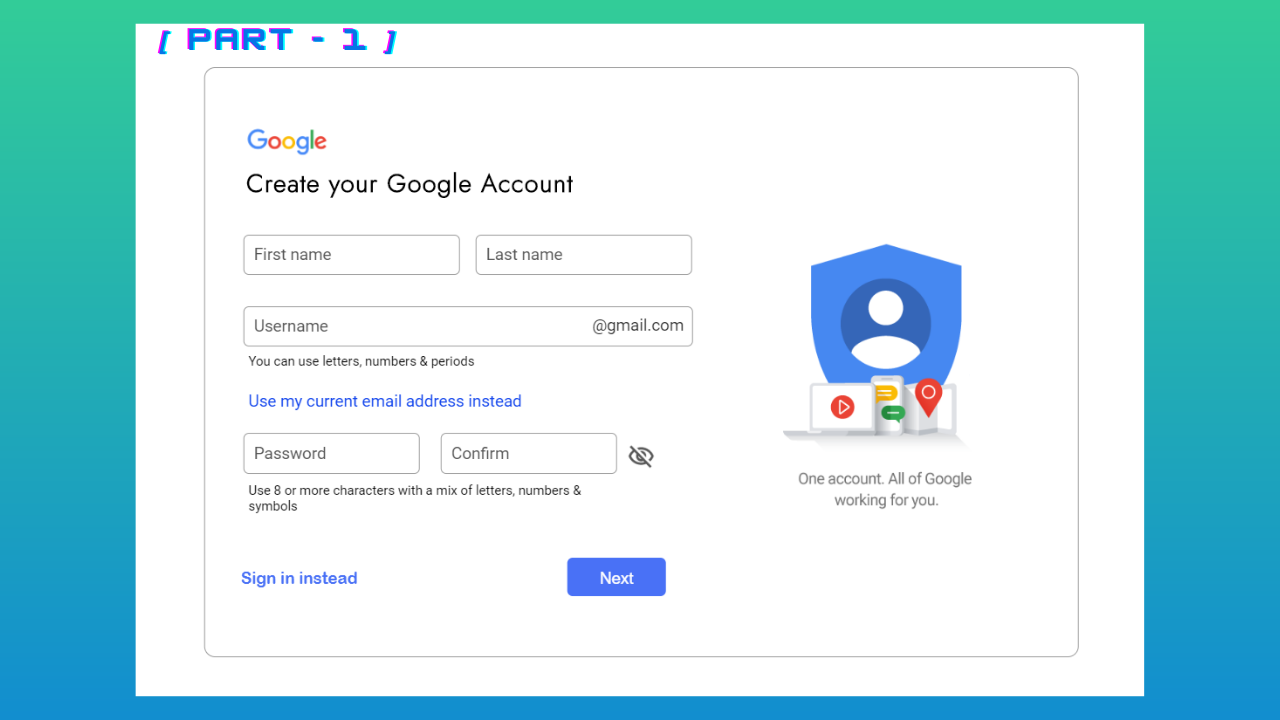 [ PART - 1 ]
Google
Create your Google Account
First name
Last name
Username
@gmail.com
You can use letters, numbers & periods
Use my current email address instead
Password
Confirm
Use 8 or more characters with a mix of letters, numbers &
symbols
Sign in instead
Next
One account. All of Google
working for you.